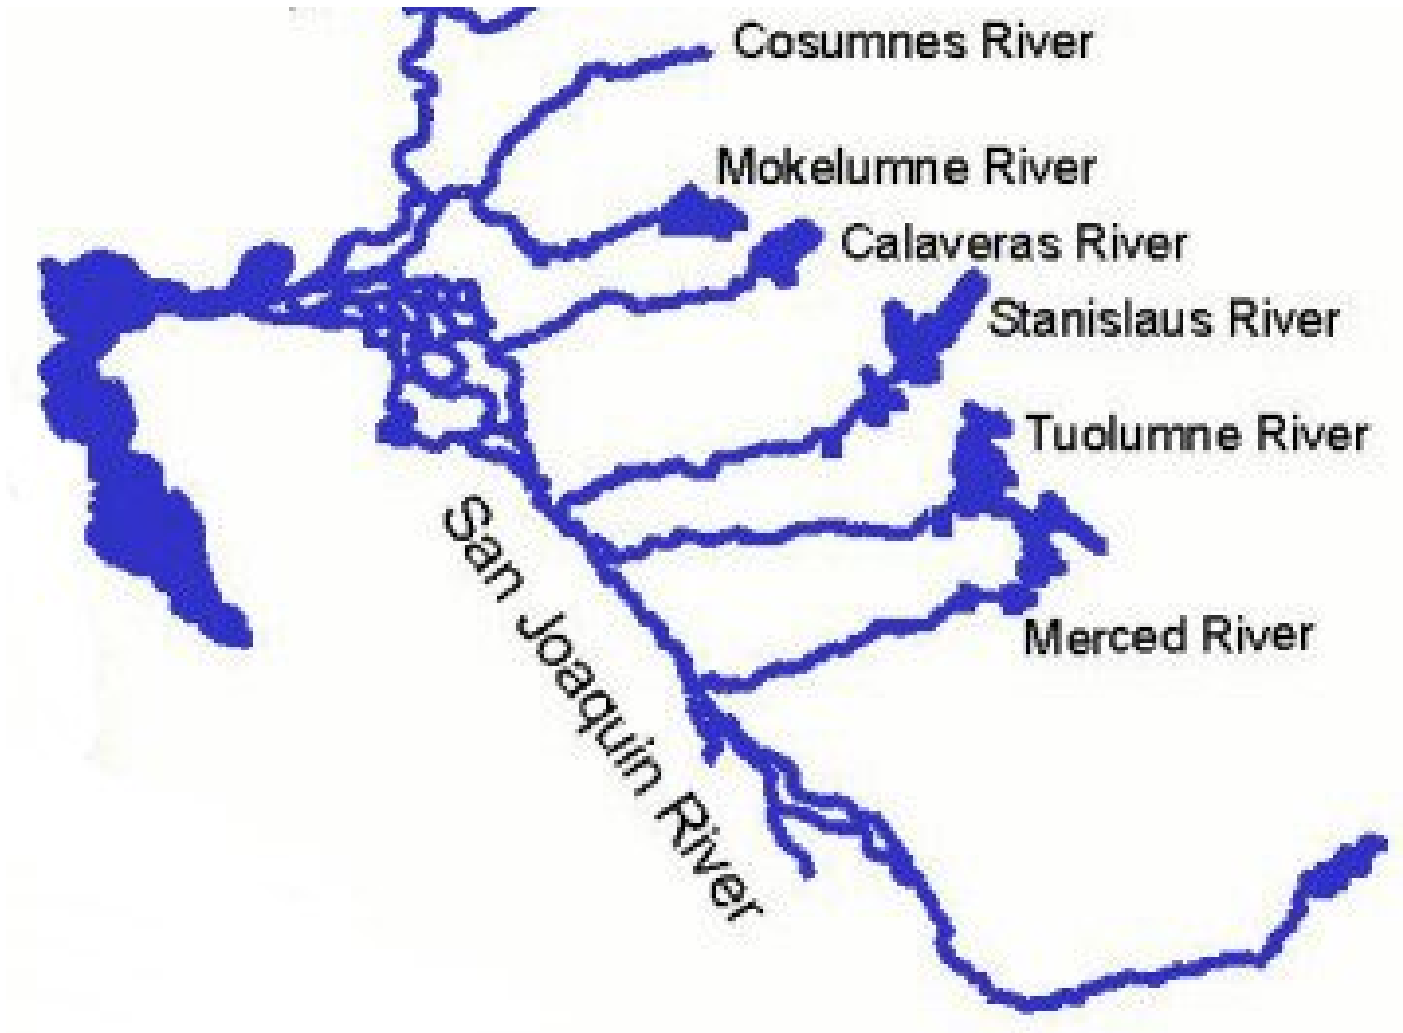 Cosumnes River
Mokelumne River
Calaveras River
Stanislaus River
Tuolumne River
San Joaquin River
Merced River